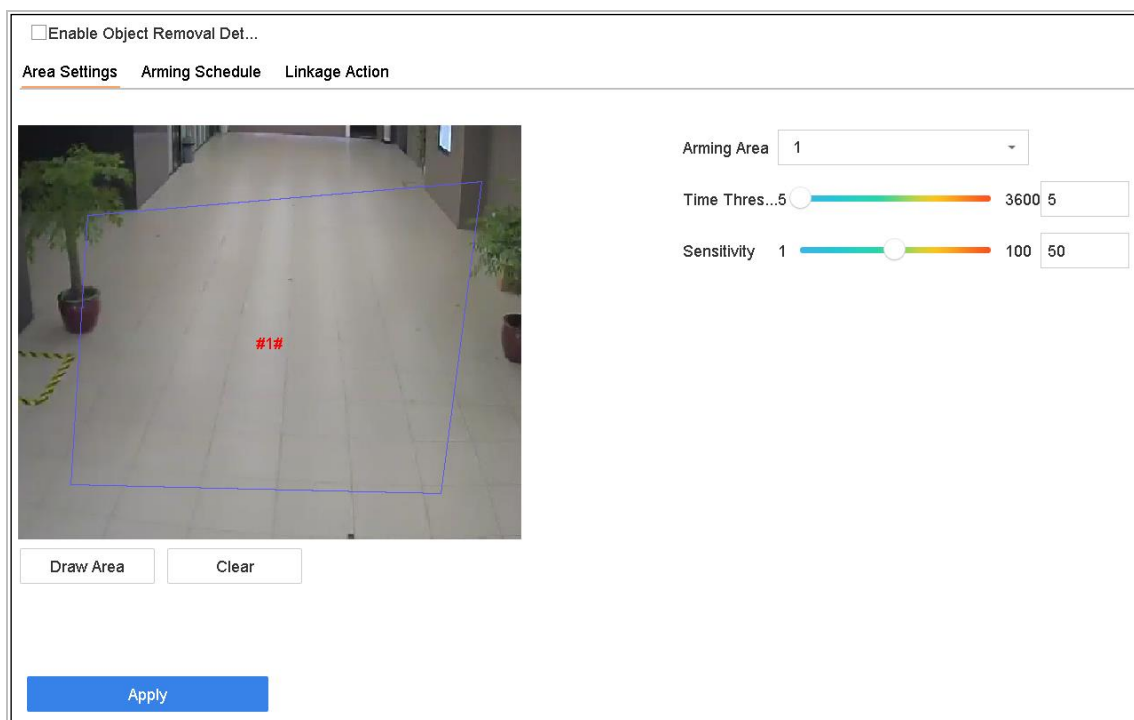 Enable Object Removal Det...
Area Settings Arming Schedule Linkage Action
Arming Area 1
Time Thres...5 3600 5
Sensitivity 1 100 50
#1#
Draw Area Clear
Apply